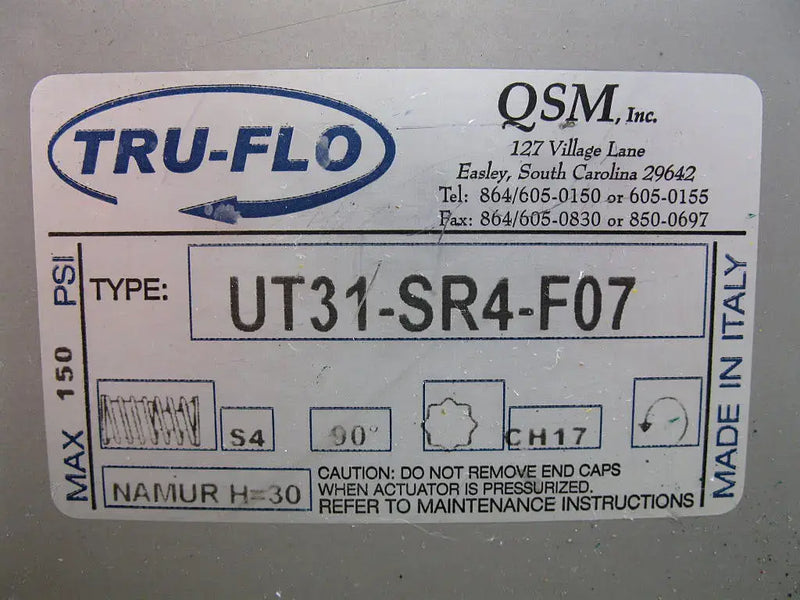 TRU-FLO
QSM, Inc.
127 Village Lane
Easley, South Carolina 29642
Tel: 864/605-0150 or 605-0155
Fax: 864/605-0830 or 850-0697
MAX 150 PSI
TYPE: UT31-SR4-F07
S4 90° CH17
NAMUR H=30
CAUTION: DO NOT REMOVE END CAPS
WHEN ACTUATOR IS PRESSURIZED.
REFER TO MAINTENANCE INSTRUCTIONS
MADE IN ITALY